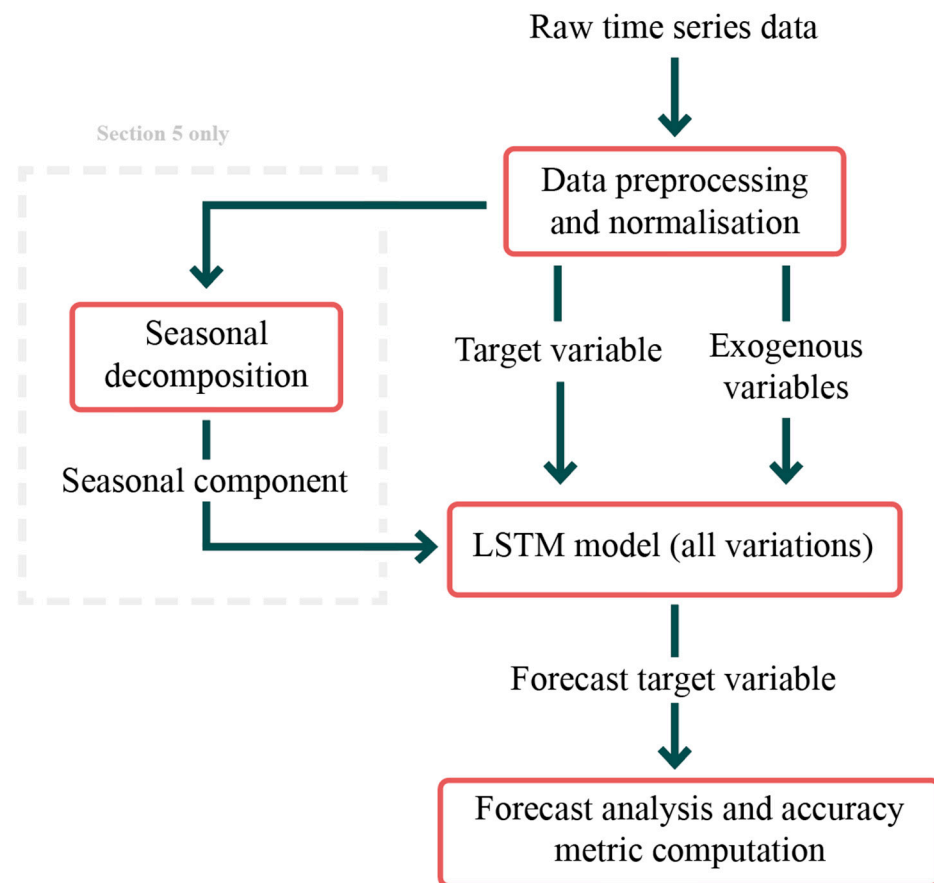 Raw time series data
Section 5 only
Data preprocessing
and normalisation
Seasonal
decomposition
Target variable
Exogenous
variables
Seasonal component
LSTM model (all variations)
Forecast target variable
Forecast analysis and accuracy
metric computation